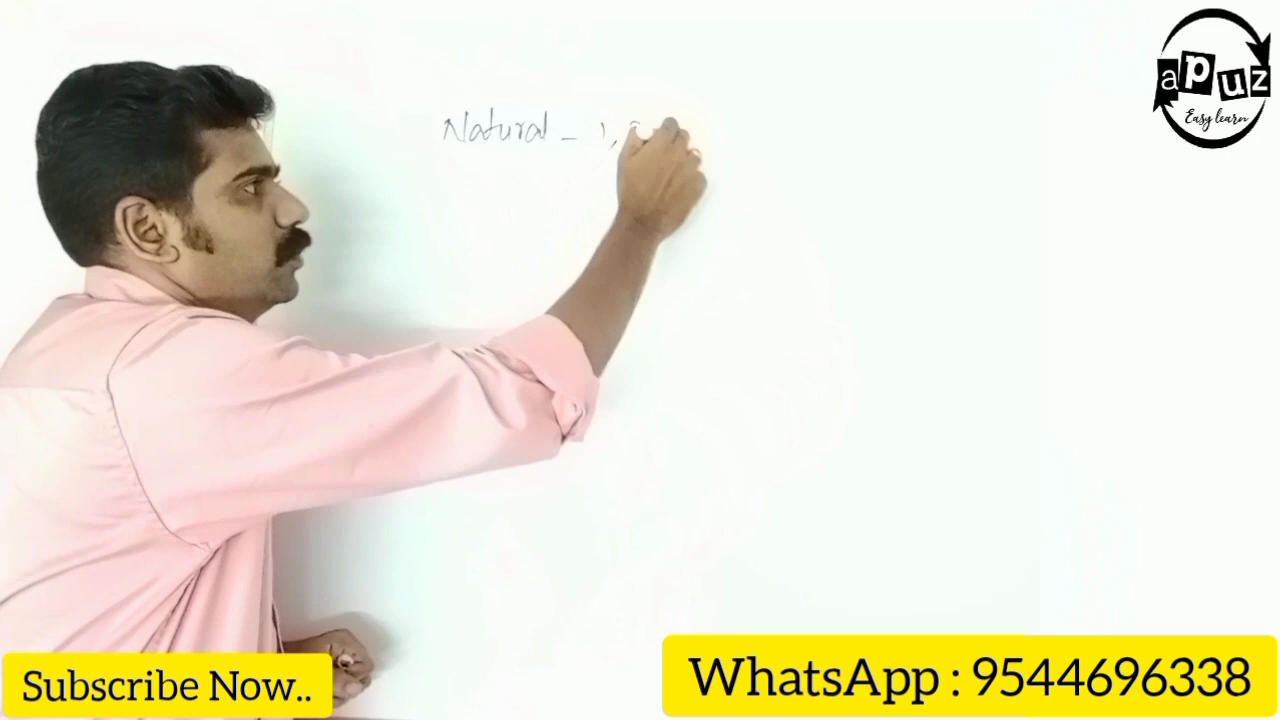 apuz
Easy learn
Natural - 1,
Subscribe Now..
WhatsApp : 9544696338